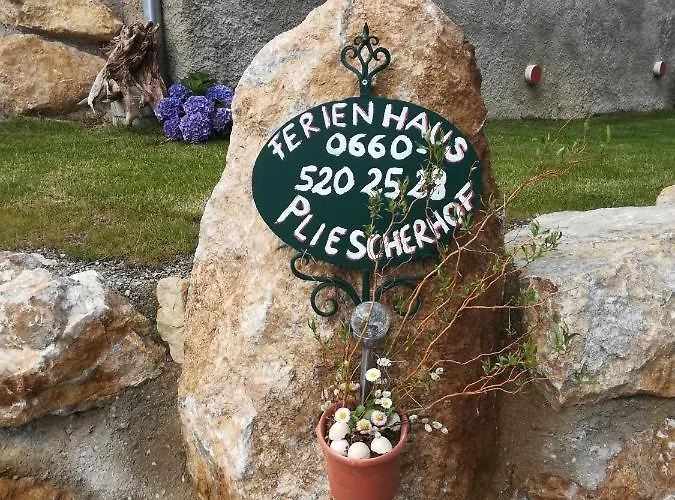 FERIENHAUS
0660-
520 25 28
PLIESCHERHOF